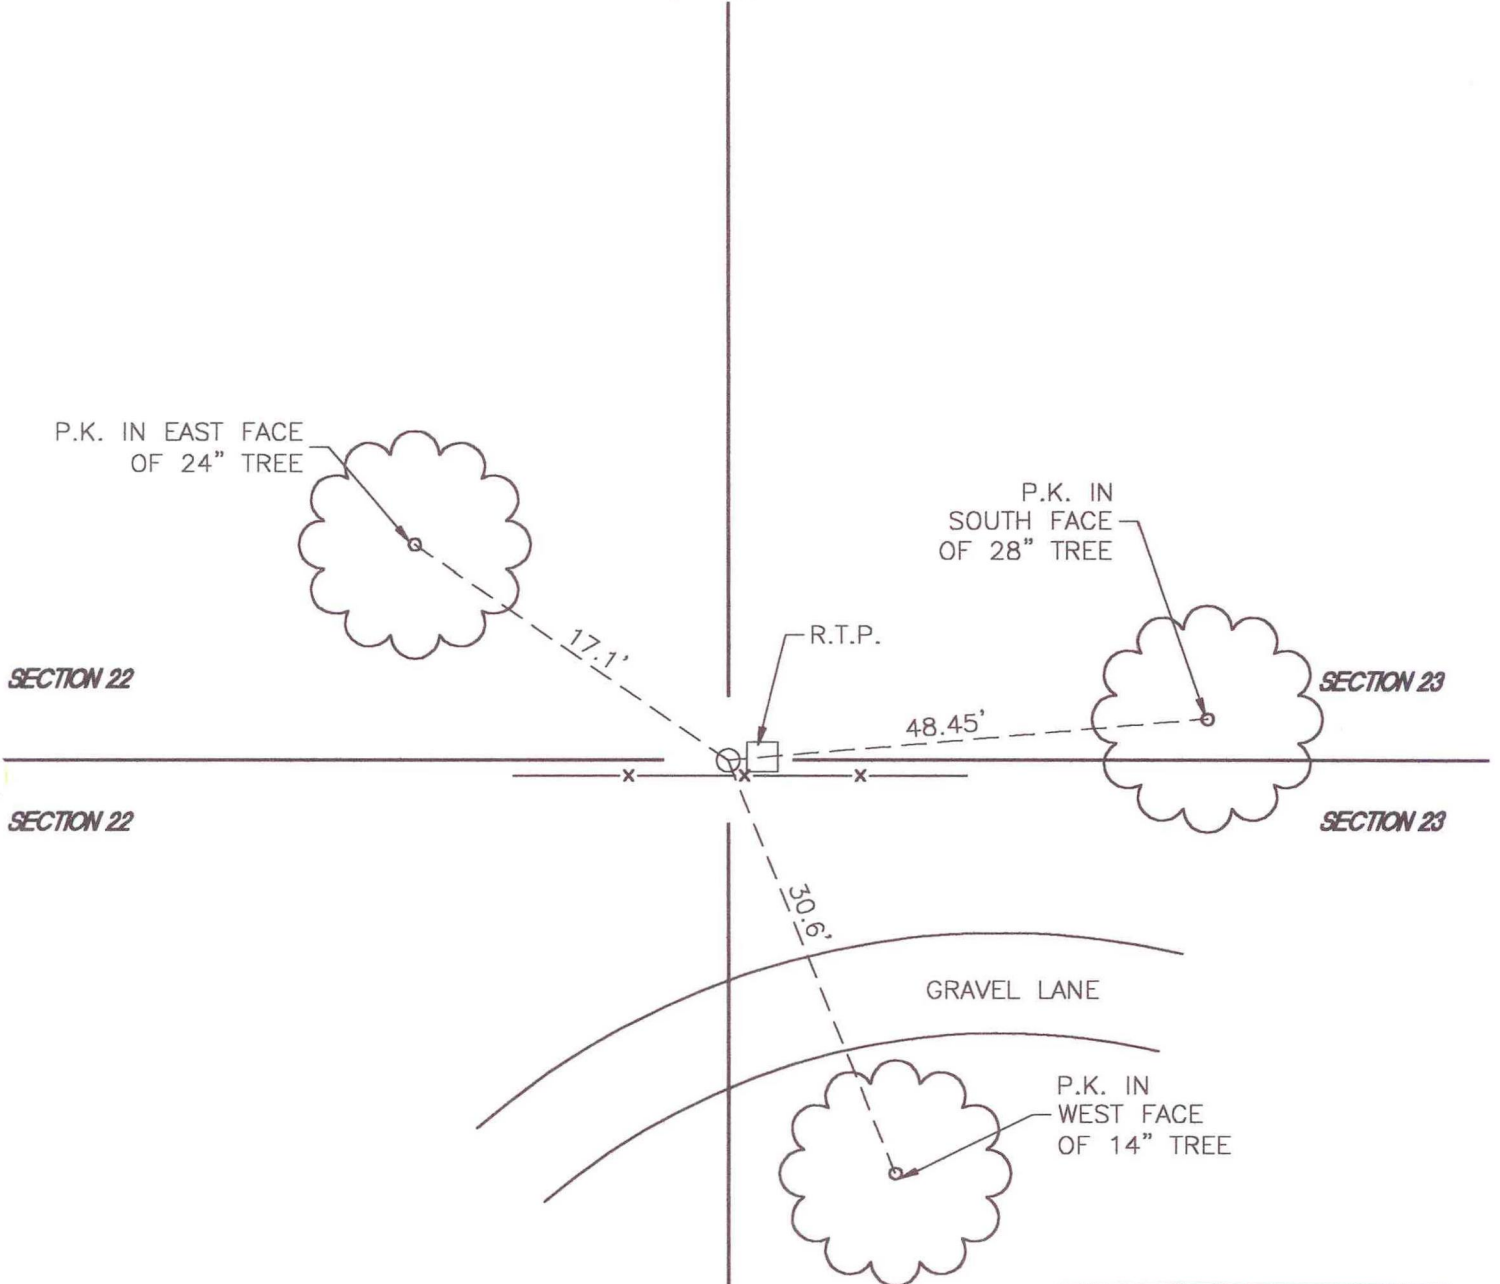 P.K. IN EAST FACE
OF 24" TREE
P.K. IN
SOUTH FACE
OF 28" TREE
17.1'
R.T.P.
SECTION 22
SECTION 23
48.45'
x x x
SECTION 22
SECTION 23
30.6'
GRAVEL LANE
P.K. IN
WEST FACE
OF 14" TREE